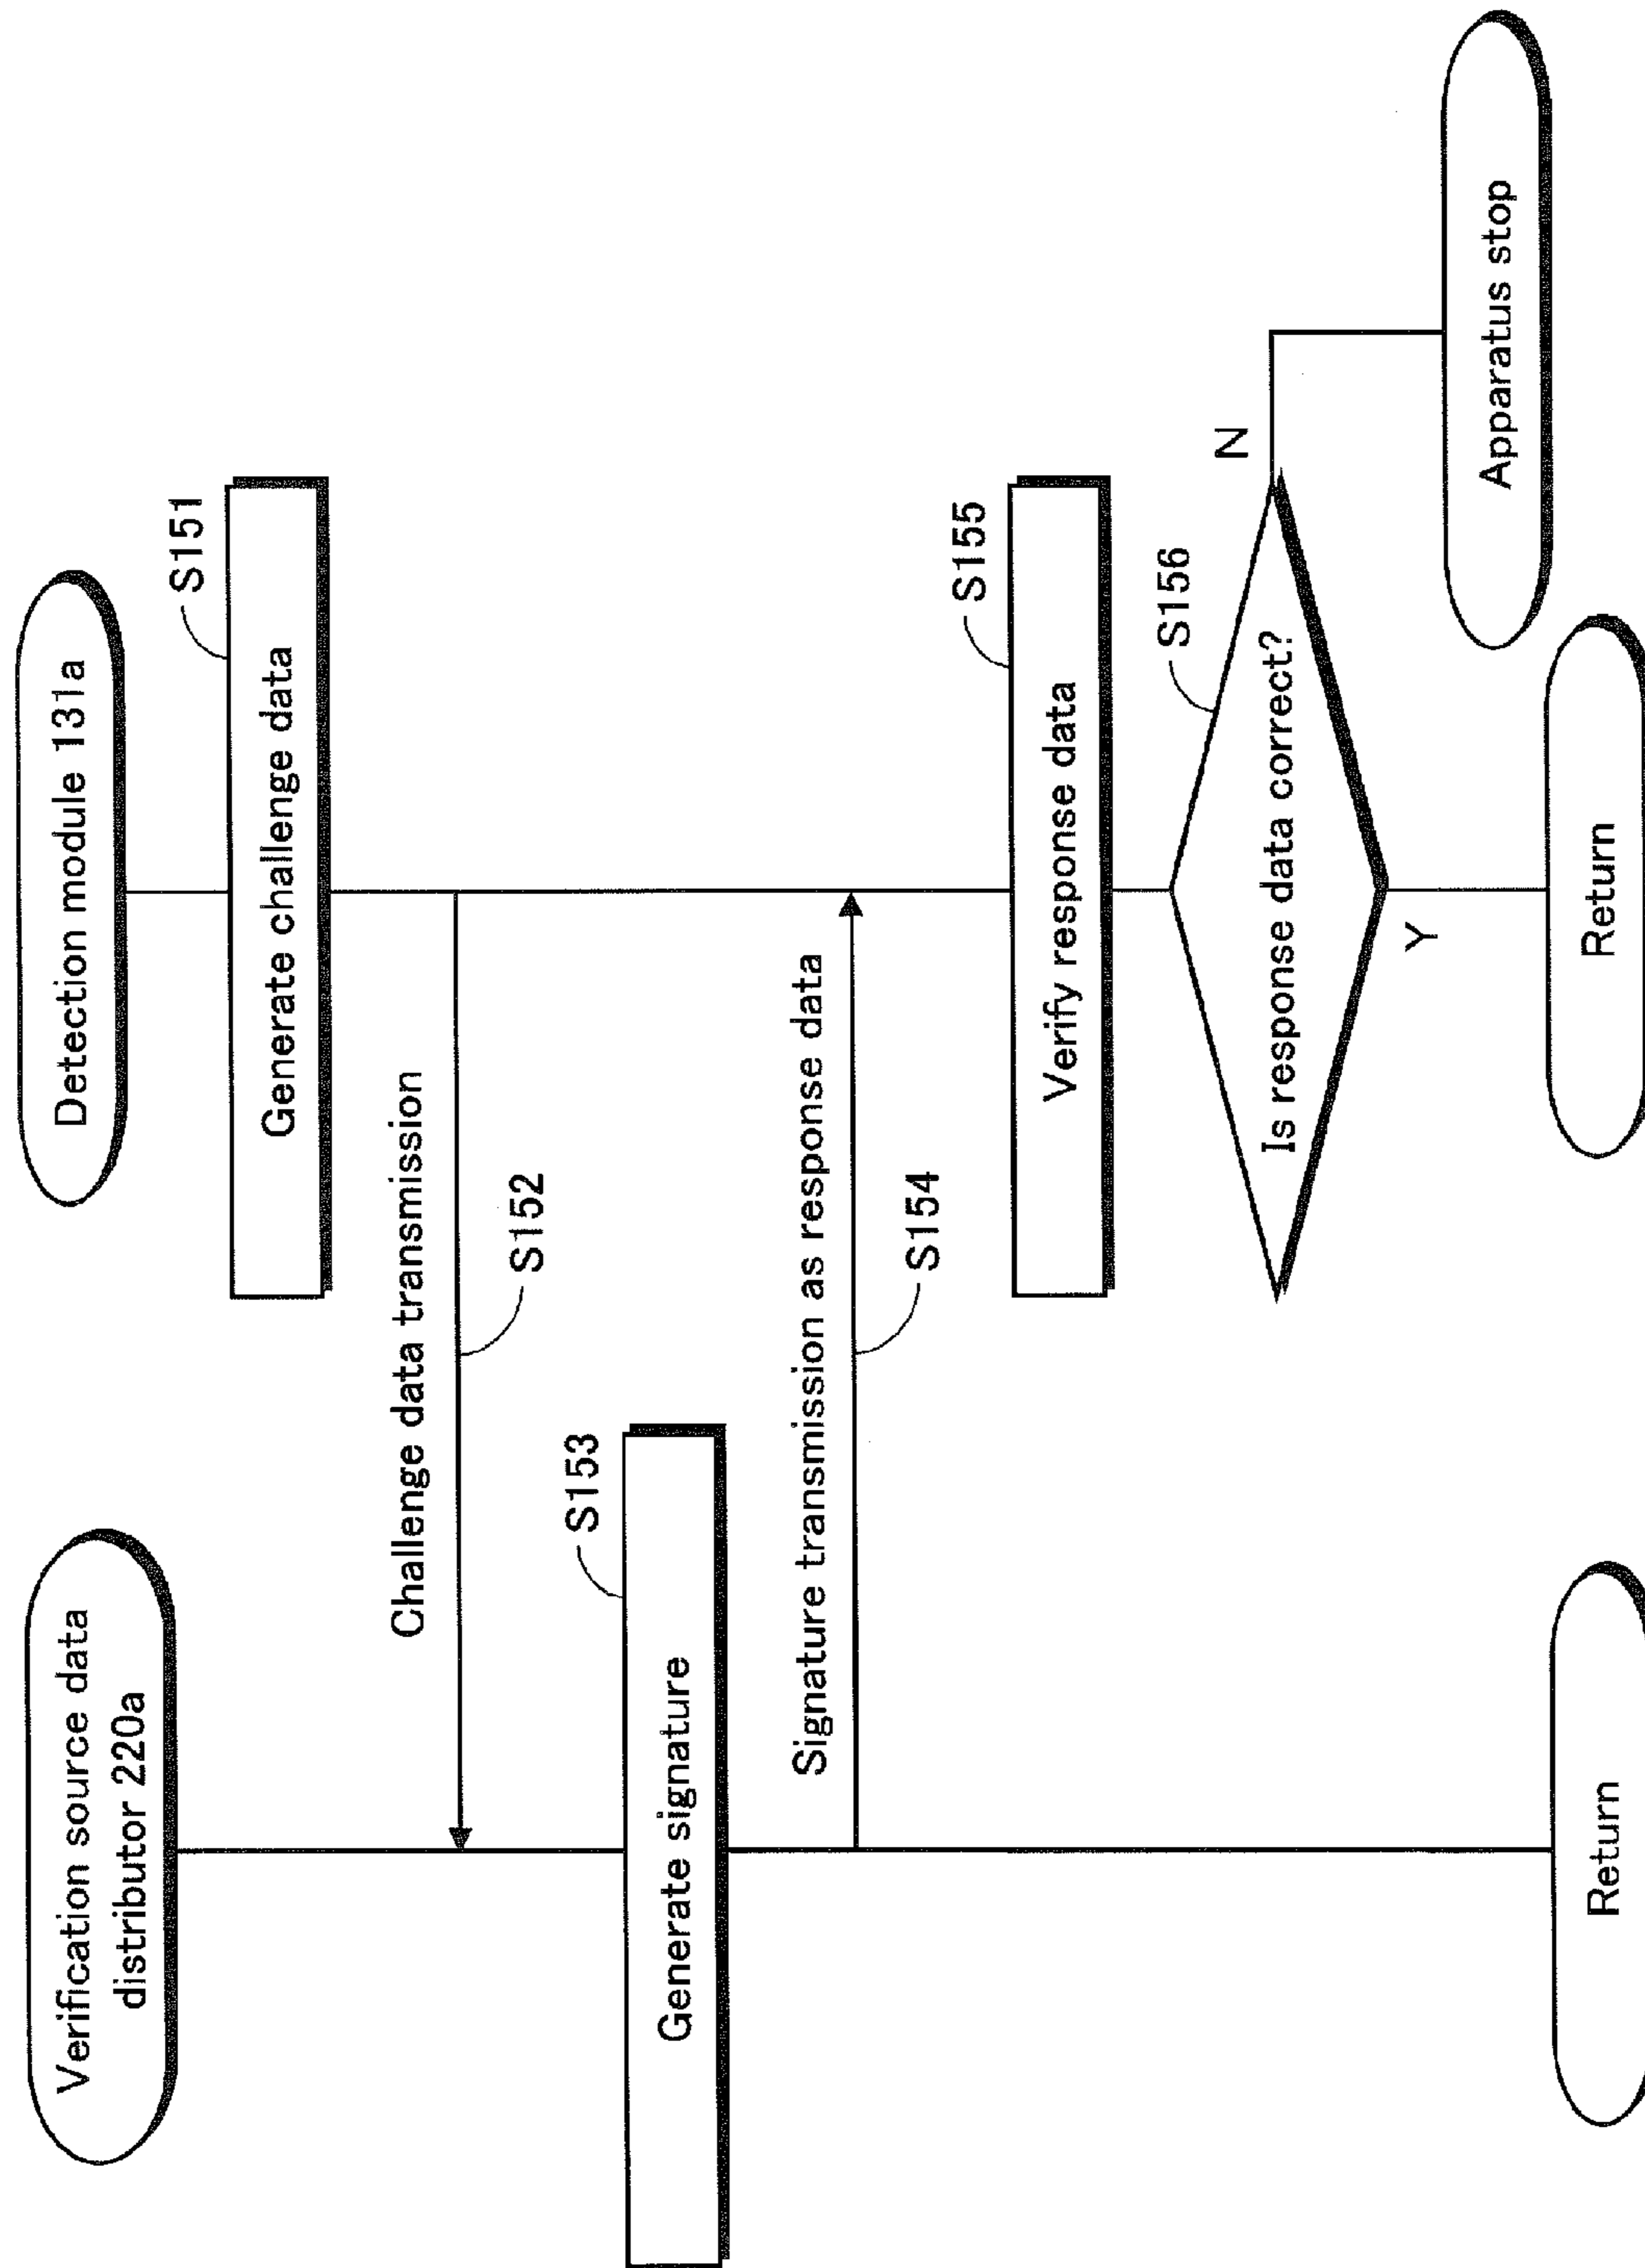 Verification source data
distributor 220a
Detection module 131a
S151
Generate challenge data
Challenge data transmission
S152
S153
Generate signature
Signature transmission as response data
S154
S155
Verify response data
S156
Is response data correct?
N
Y
Apparatus stop
Return
Return